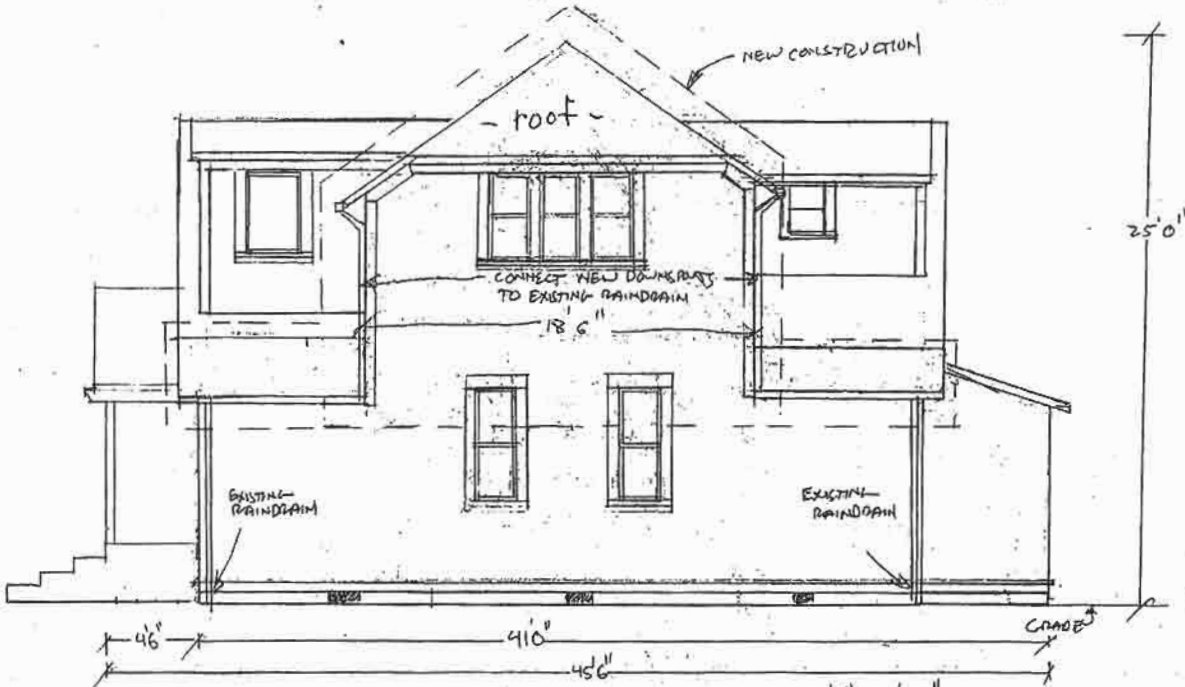 NEW CONSTRUCTION
- roof -
25'0"
CONNECT NEW DOWNSPOUTS
TO EXISTING RAINDRAIN
18'6"
EXISTING
RAINDRAIN
EXISTING
RAINDRAIN
GRADE
4'6"
41'0"
45'6"